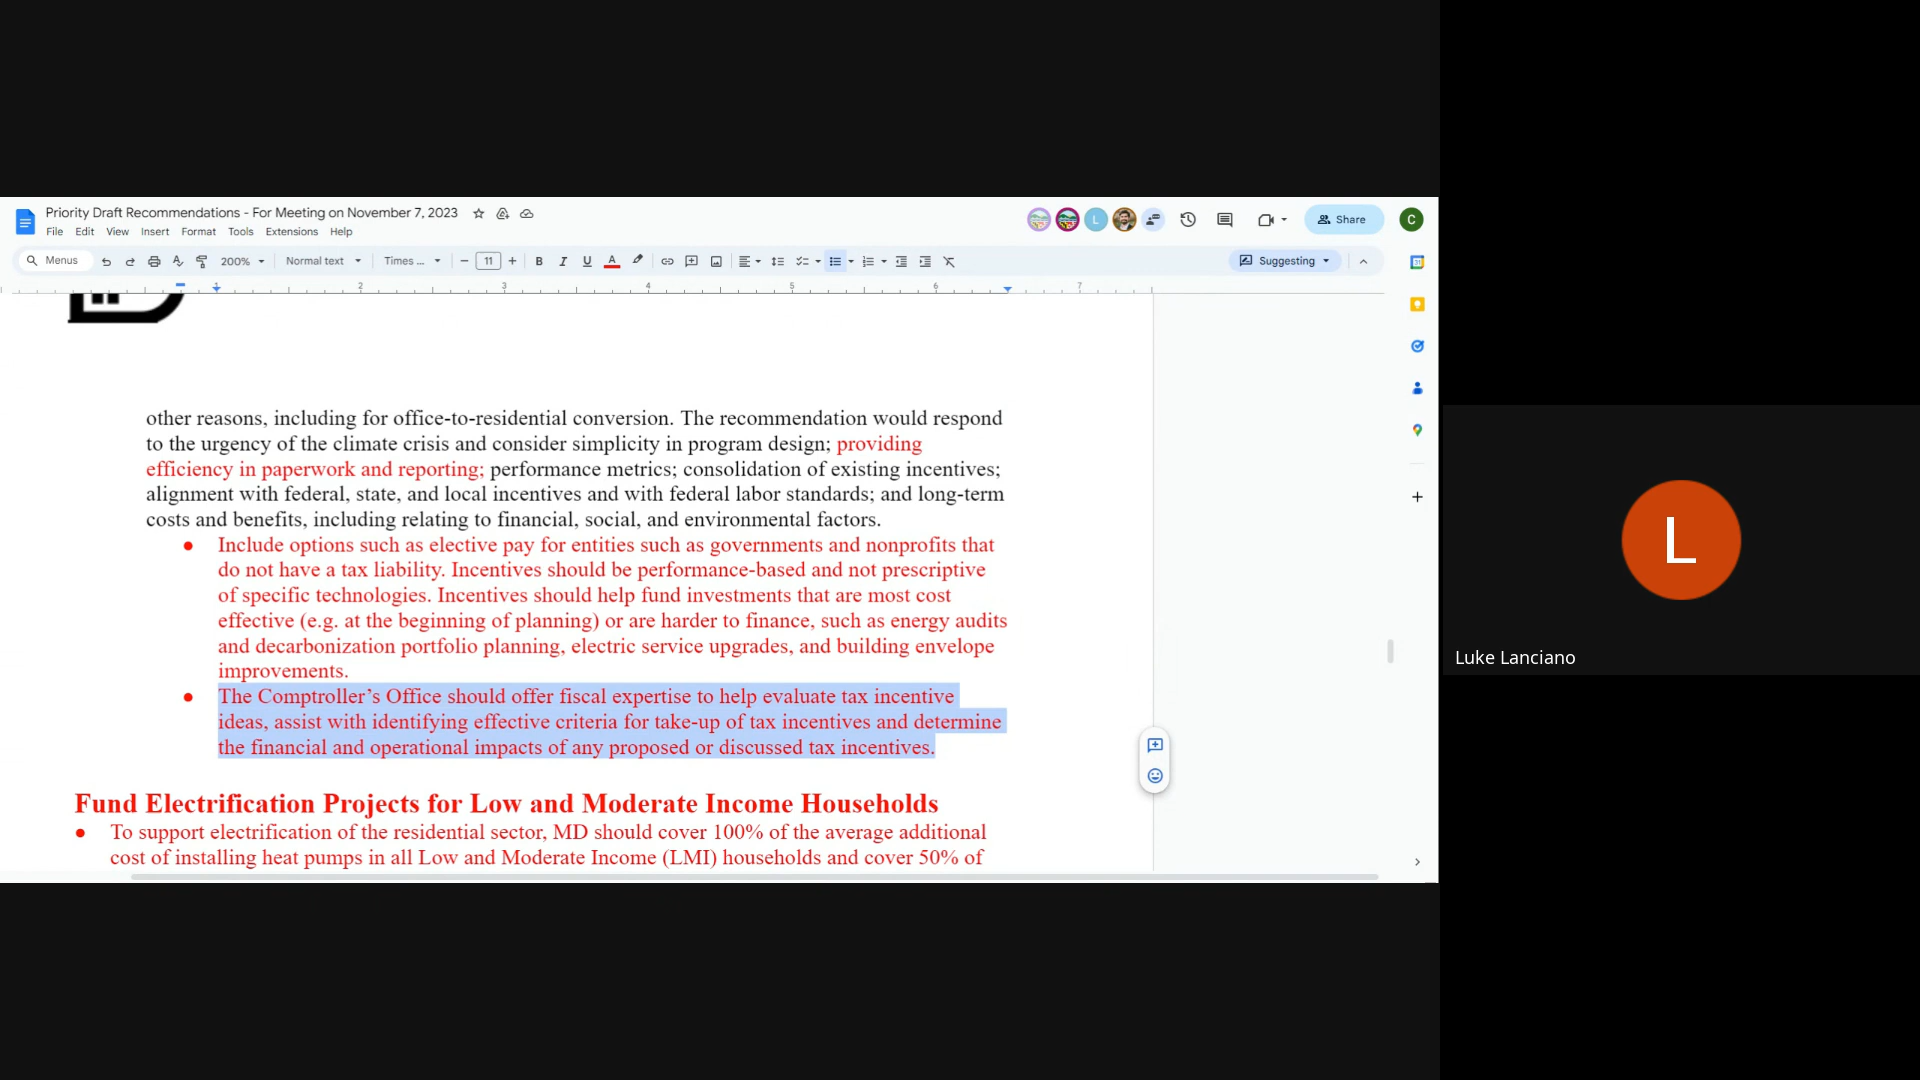 Priority Draft Recommendations - For Meeting on November 7, 2023
L
Share
C
File Edit View Insert Format Tools Extensions Help
Menus 200% Normal text Times ... 11 B I U A Suggesting
1 2 3 4 5 6 7
31
other reasons, including for office-to-residential conversion. The recommendation would respond
to the urgency of the climate crisis and consider simplicity in program design; providing
efficiency in paperwork and reporting; performance metrics; consolidation of existing incentives;
alignment with federal, state, and local incentives and with federal labor standards; and long-term
costs and benefits, including relating to financial, social, and environmental factors.
● Include options such as elective pay for entities such as governments and nonprofits that
do not have a tax liability. Incentives should be performance-based and not prescriptive
of specific technologies. Incentives should help fund investments that are most cost
effective (e.g. at the beginning of planning) or are harder to finance, such as energy audits
and decarbonization portfolio planning, electric service upgrades, and building envelope
improvements.
● The Comptroller’s Office should offer fiscal expertise to help evaluate tax incentive
ideas, assist with identifying effective criteria for take-up of tax incentives and determine
the financial and operational impacts of any proposed or discussed tax incentives.
Fund Electrification Projects for Low and Moderate Income Households
● To support electrification of the residential sector, MD should cover 100% of the average additional
cost of installing heat pumps in all Low and Moderate Income (LMI) households and cover 50% of
L
Luke Lanciano